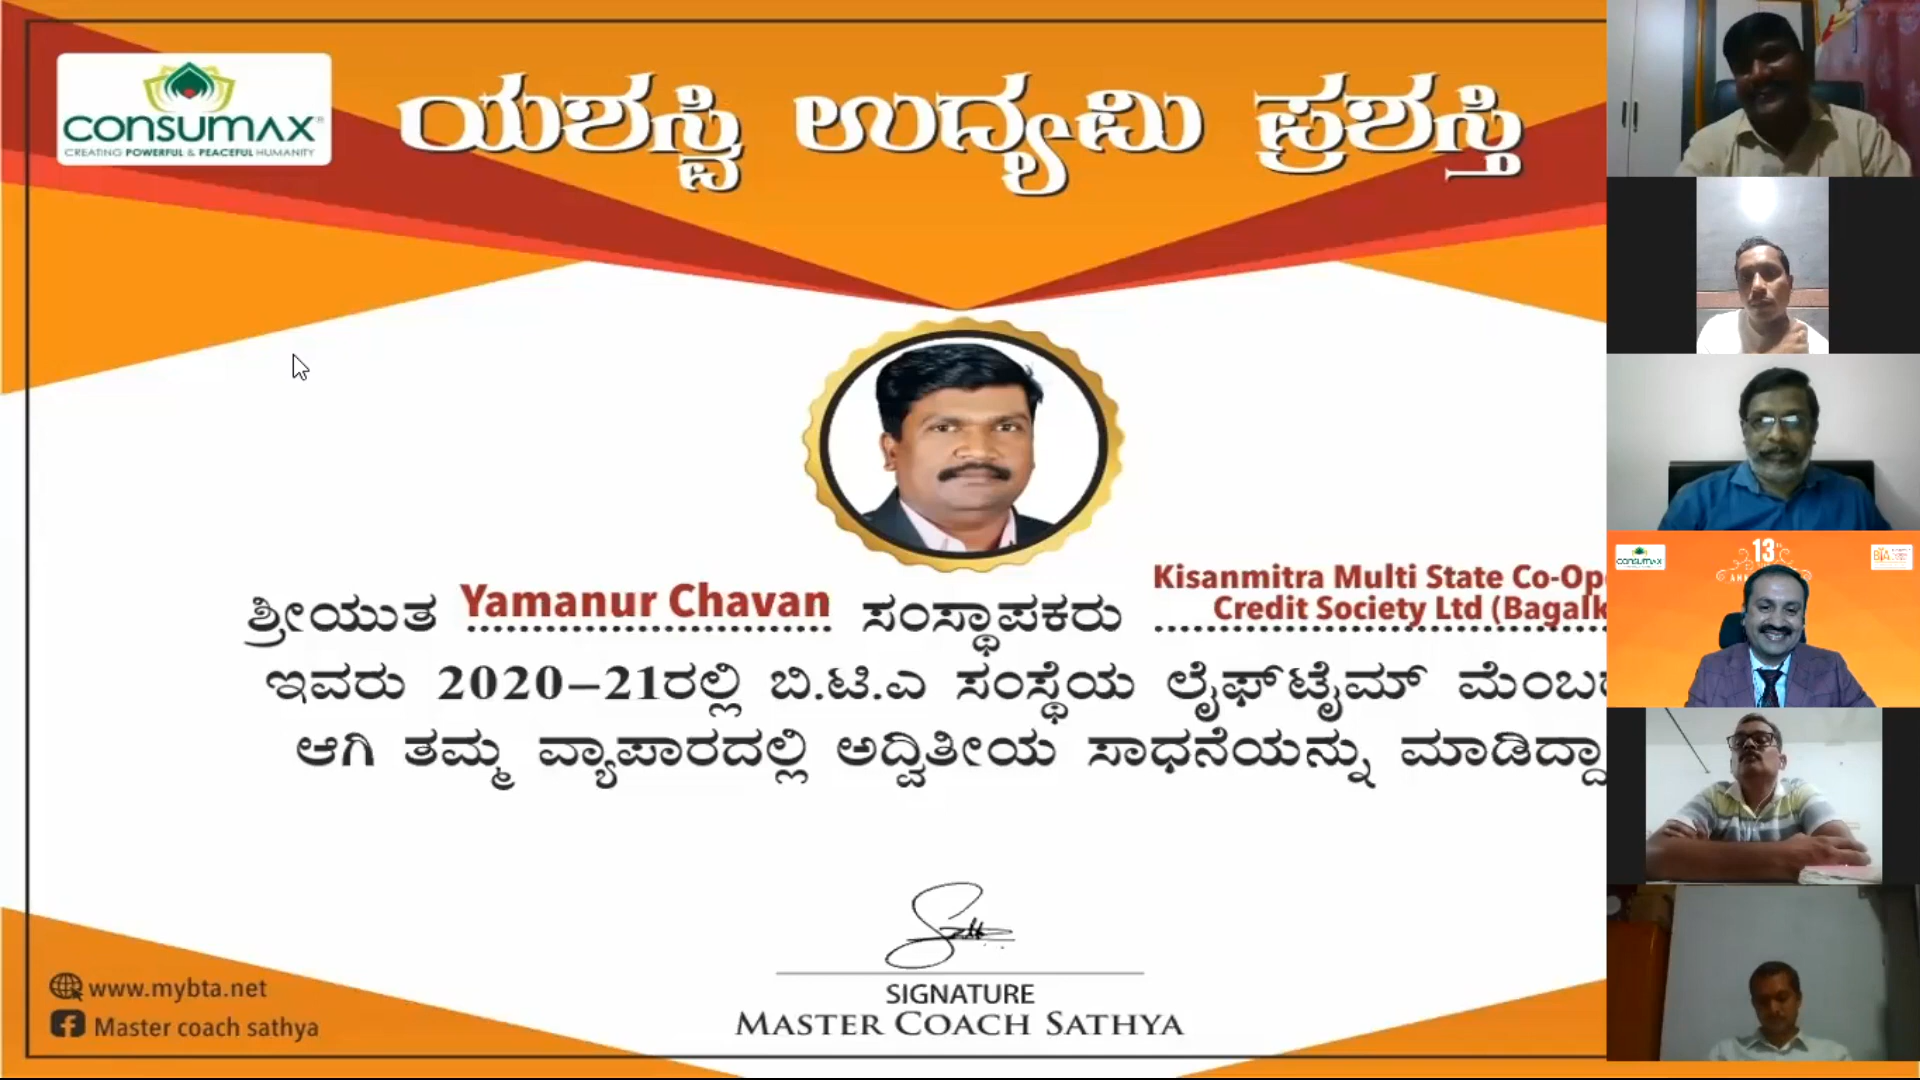 CONSUMAX
CREATING POWERFUL & PEACEFUL HUMANITY
ಯಶಸ್ವಿ ಉದ್ಯಮಿ ಪ್ರಶಸ್ತಿ
ಶ್ರೀಯುತ Yamanur Chavan ಸಂಸ್ಥಾಪಕರು
Kisanmitra Multi State Co-Op
Credit Society Ltd (Bagalk
ಇವರು 2020-21ರಲ್ಲಿ ಬಿ.ಟಿ.ಎ ಸಂಸ್ಥೆಯ ಲೈಫ್‌ಟೈಮ್ ಮೆಂಬರ
ಆಗಿ ತಮ್ಮ ವ್ಯಾಪಾರದಲ್ಲಿ ಅದ್ವಿತೀಯ ಸಾಧನೆಯನ್ನು ಮಾಡಿದ್ದಾ
SIGNATURE
MASTER COACH SATHYA
www.mybta.net
Master coach sathya
CONSUMAX
13